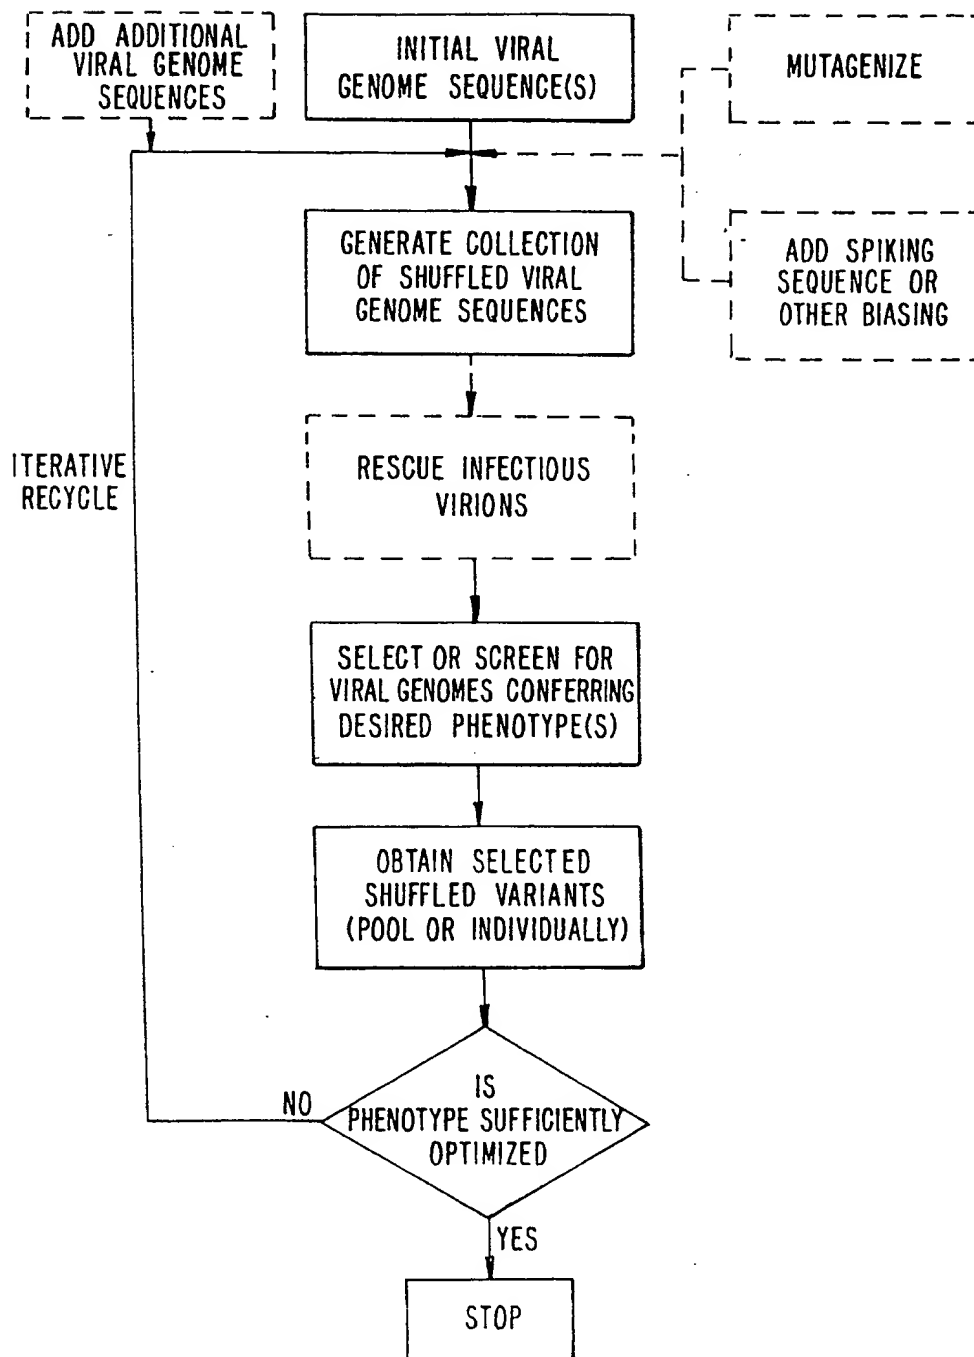 ADD ADDITIONAL
VIRAL GENOME
SEQUENCES
INITIAL VIRAL
GENOME SEQUENCE(S)
MUTAGENIZE
GENERATE COLLECTION
OF SHUFFLED VIRAL
GENOME SEQUENCES
ADD SPIKING
SEQUENCE OR
OTHER BIASING
ITERATIVE
RECYCLE
RESCUE INFECTIOUS
VIRIONS
SELECT OR SCREEN FOR
VIRAL GENOMES CONFERRING
DESIRED PHENOTYPE(S)
OBTAIN SELECTED
SHUFFLED VARIANTS
(POOL OR INDIVIDUALLY)
IS
PHENOTYPE SUFFICIENTLY
OPTIMIZED
NO
YES
STOP